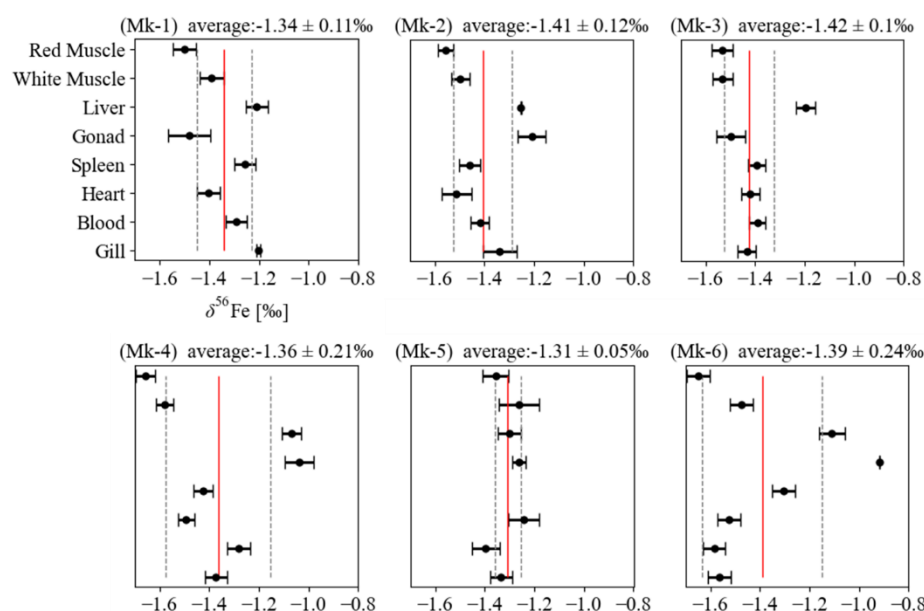 (Mk-1) average:-1.34 ± 0.11‰
(Mk-2) average:-1.41 ± 0.12‰
(Mk-3) average:-1.42 ± 0.1‰
Red Muscle
White Muscle
Liver
Gonad
Spleen
Heart
Blood
Gill
−1.6 −1.4 −1.2 −1.0 −0.8
−1.6 −1.4 −1.2 −1.0 −0.8
−1.6 −1.4 −1.2 −1.0 −0.8
δ⁵⁶Fe [‰]
(Mk-4) average:-1.36 ± 0.21‰
(Mk-5) average:-1.31 ± 0.05‰
(Mk-6) average:-1.39 ± 0.24‰
−1.6 −1.4 −1.2 −1.0 −0.8
−1.6 −1.4 −1.2 −1.0 −0.8
−1.6 −1.4 −1.2 −1.0 −0.8